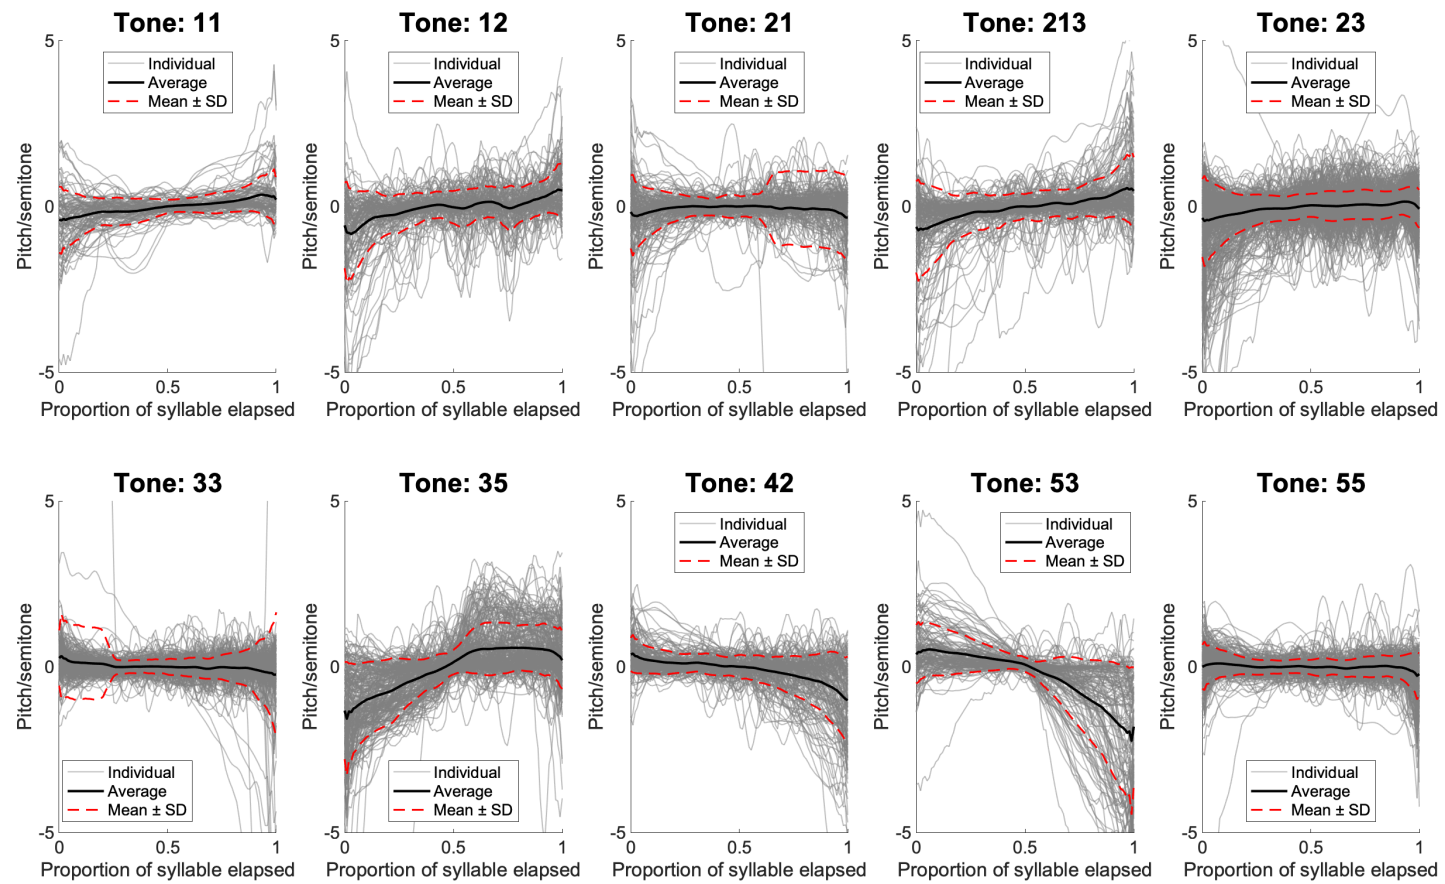 Tone: 11
5
0
-5
Pitch/semitone
Individual
Average
Mean ± SD
0
0.5
1
Proportion of syllable elapsed
Tone: 12
5
0
-5
Pitch/semitone
Individual
Average
Mean ± SD
0
0.5
1
Proportion of syllable elapsed
Tone: 21
5
0
-5
Pitch/semitone
Individual
Average
Mean ± SD
0
0.5
1
Proportion of syllable elapsed
Tone: 213
5
0
-5
Pitch/semitone
Individual
Average
Mean ± SD
0
0.5
1
Proportion of syllable elapsed
Tone: 23
5
0
-5
Pitch/semitone
Individual
Average
Mean ± SD
0
0.5
1
Proportion of syllable elapsed
Tone: 33
5
0
-5
Pitch/semitone
Individual
Average
Mean ± SD
0
0.5
1
Proportion of syllable elapsed
Tone: 35
5
0
-5
Pitch/semitone
Individual
Average
Mean ± SD
0
0.5
1
Proportion of syllable elapsed
Tone: 42
5
0
-5
Pitch/semitone
Individual
Average
Mean ± SD
0
0.5
1
Proportion of syllable elapsed
Tone: 53
5
0
-5
Pitch/semitone
Individual
Average
Mean ± SD
0
0.5
1
Proportion of syllable elapsed
Tone: 55
5
0
-5
Pitch/semitone
Individual
Average
Mean ± SD
0
0.5
1
Proportion of syllable elapsed